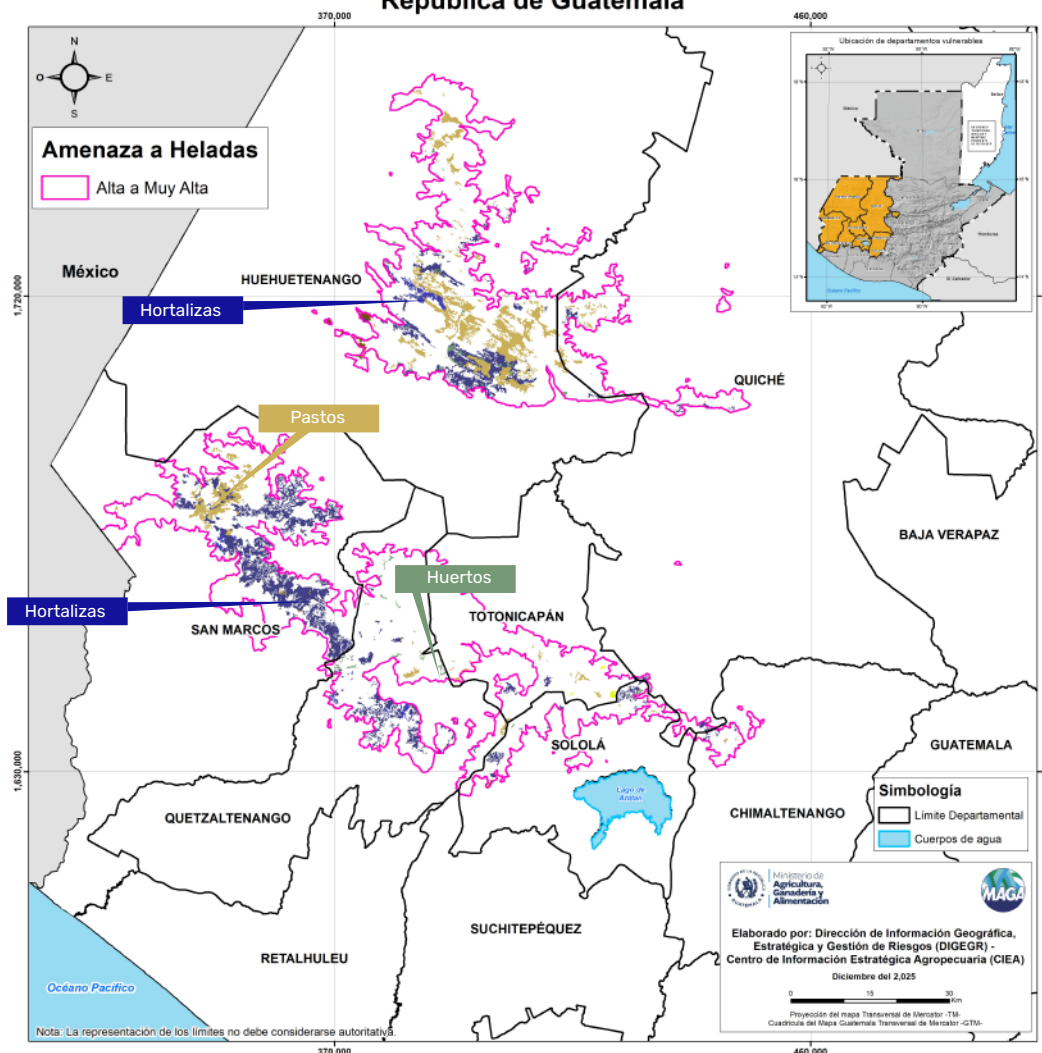 República de Guatemala
370,000
460,000
N
O
E
S
Amenaza a Heladas
Alta a Muy Alta
Ubicación de departamentos vulnerables
México
Belice
Honduras
El Salvador
Océano Pacífico
México
HUEHUETENANGO
1,720,000
Hortalizas
QUICHÉ
Pastos
BAJA VERAPAZ
Huertos
Hortalizas
TOTONICAPÁN
SAN MARCOS
SOLOLÁ
GUATEMALA
1,630,000
Lago de
Atitlán
QUETZALTENANGO
CHIMALTENANGO
Simbología
Límite Departamental
Cuerpos de agua
SUCHITEPÉQUEZ
RETALHULEU
Océano Pacífico
Ministerio de
Agricultura,
Ganadería y
Alimentación
MAGA
Elaborado por: Dirección de Información Geográfica,
Estratégica y Gestión de Riesgos (DIGEGR) -
Centro de Información Estratégica Agropecuaria (CIEA)
Diciembre del 2,025
0 15 30
Km
Proyección del mapa Transversal de Mercator -TM-
Cuadricula del Mapa Guatemala Transversal de Mercator -GTM-
Nota: La representación de los límites no debe considerarse autoritativa.
370,000
460,000